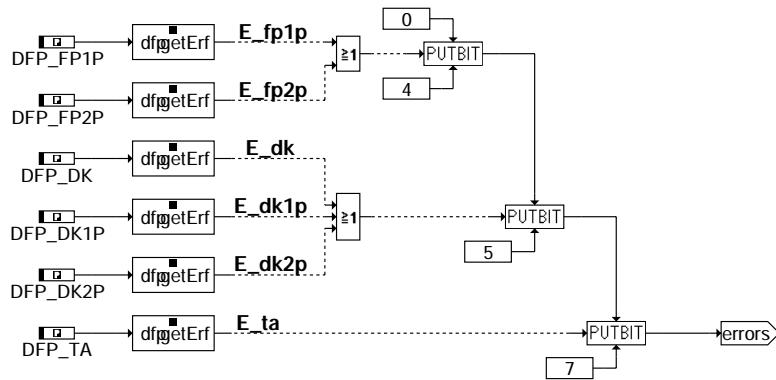 0
dfpgetErf
E_fp1p
≥1
PUTBIT
DFP_FP1P
4
dfpgetErf
E_fp2p
DFP_FP2P
dfpgetErf
E_dk
DFP_DK
dfpgetErf
E_dk1p
≥1
PUTBIT
DFP_DK1P
5
dfpgetErf
E_dk2p
DFP_DK2P
dfpgetErf
E_ta
PUTBIT
errors
DFP_TA
7